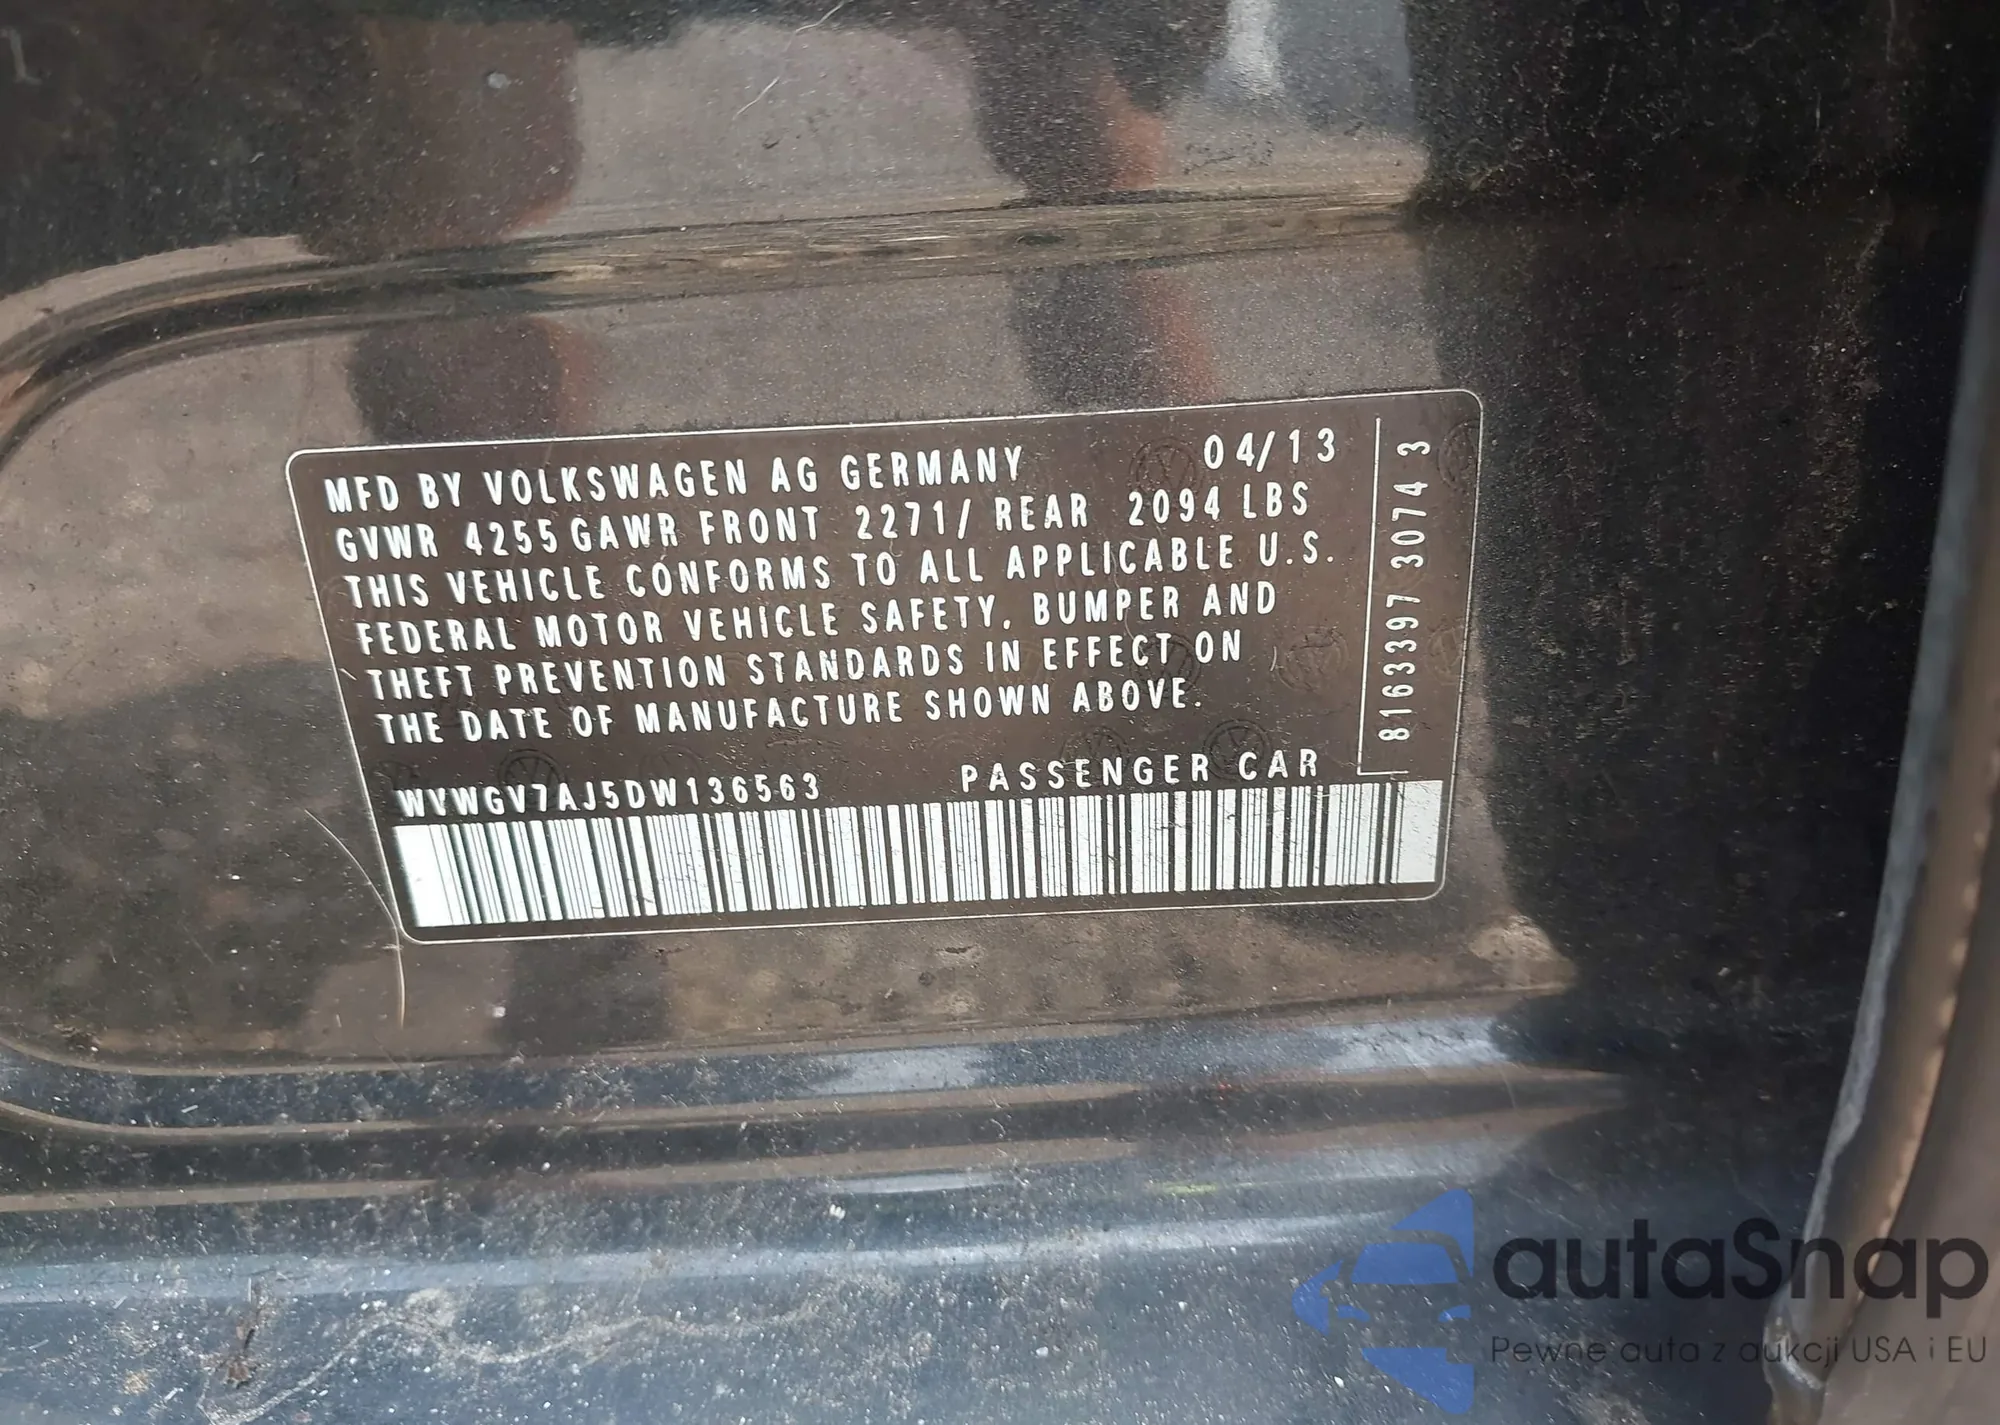 MFD BY VOLKSWAGEN AG GERMANY 04/13
GVWR 4255 GAWR FRONT 2271/ REAR 2094 LBS
THIS VEHICLE CONFORMS TO ALL APPLICABLE U.S.
FEDERAL MOTOR VEHICLE SAFETY, BUMPER AND
THEFT PREVENTION STANDARDS IN EFFECT ON
THE DATE OF MANUFACTURE SHOWN ABOVE.
WVWGV7AJ5DW136563 PASSENGER CAR
8163397 3074 3
autaSnap
Pewne auta z aukcji USA i EU